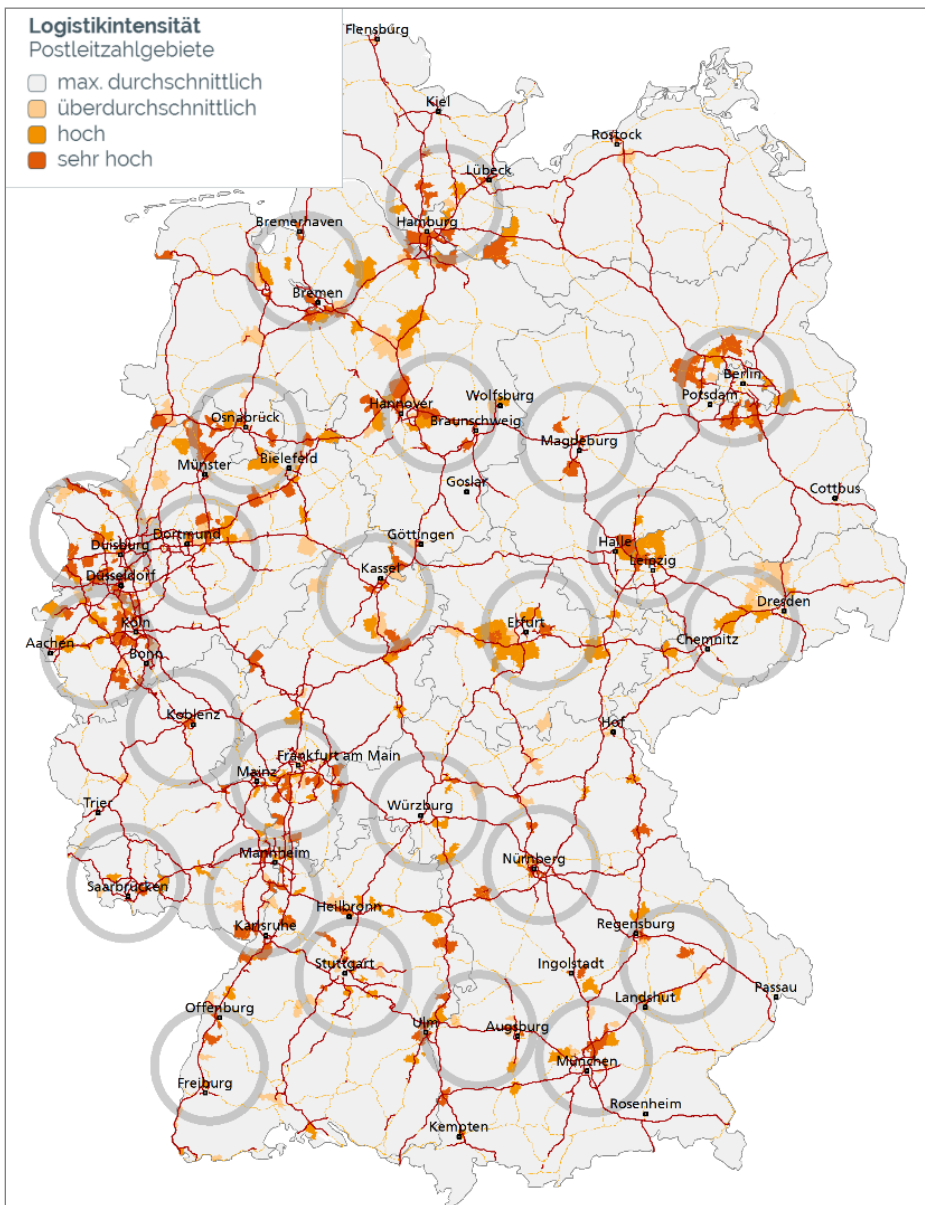 Logistikintensität
Postleitzahlgebiete
max. durchschnittlich
überdurchschnittlich
hoch
sehr hoch
Flensburg
Kiel
Rostock
Lübeck
Bremerhaven
Hamburg
Bremen
Berlin
Potsdam
Wolfsburg
Hannover
Osnabrück
Braunschweig
Magdeburg
Bielefeld
Münster
Goslar
Cottbus
Dortmund
Göttingen
Duisburg
Halle
Leipzig
Kassel
Düsseldorf
Dresden
Köln
Erfurt
Aachen
Chemnitz
Bonn
Koblenz
Hof
Frankfurt am Main
Mainz
Trier
Würzburg
Mannheim
Nürnberg
Saarbrücken
Heilbronn
Karlsruhe
Regensburg
Stuttgart
Ingolstadt
Passau
Landshut
Offenburg
Ulm
Augsburg
München
Freiburg
Rosenheim
Kempten